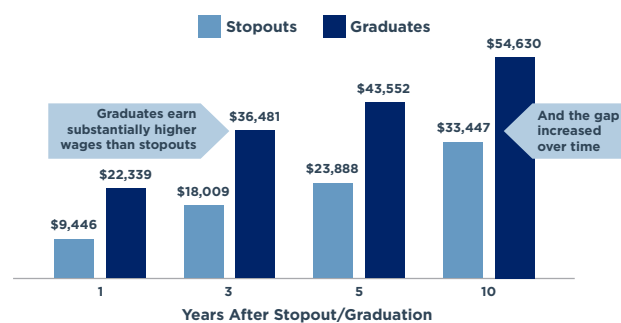 Stopouts Graduates
$54,630
$43,552
Graduates earn
substantially higher
wages than stopouts
$36,481
And the gap
increased
over time
$33,447
$22,339
$18,009
$23,888
$9,446
1 3 5 10
Years After Stopout/Graduation